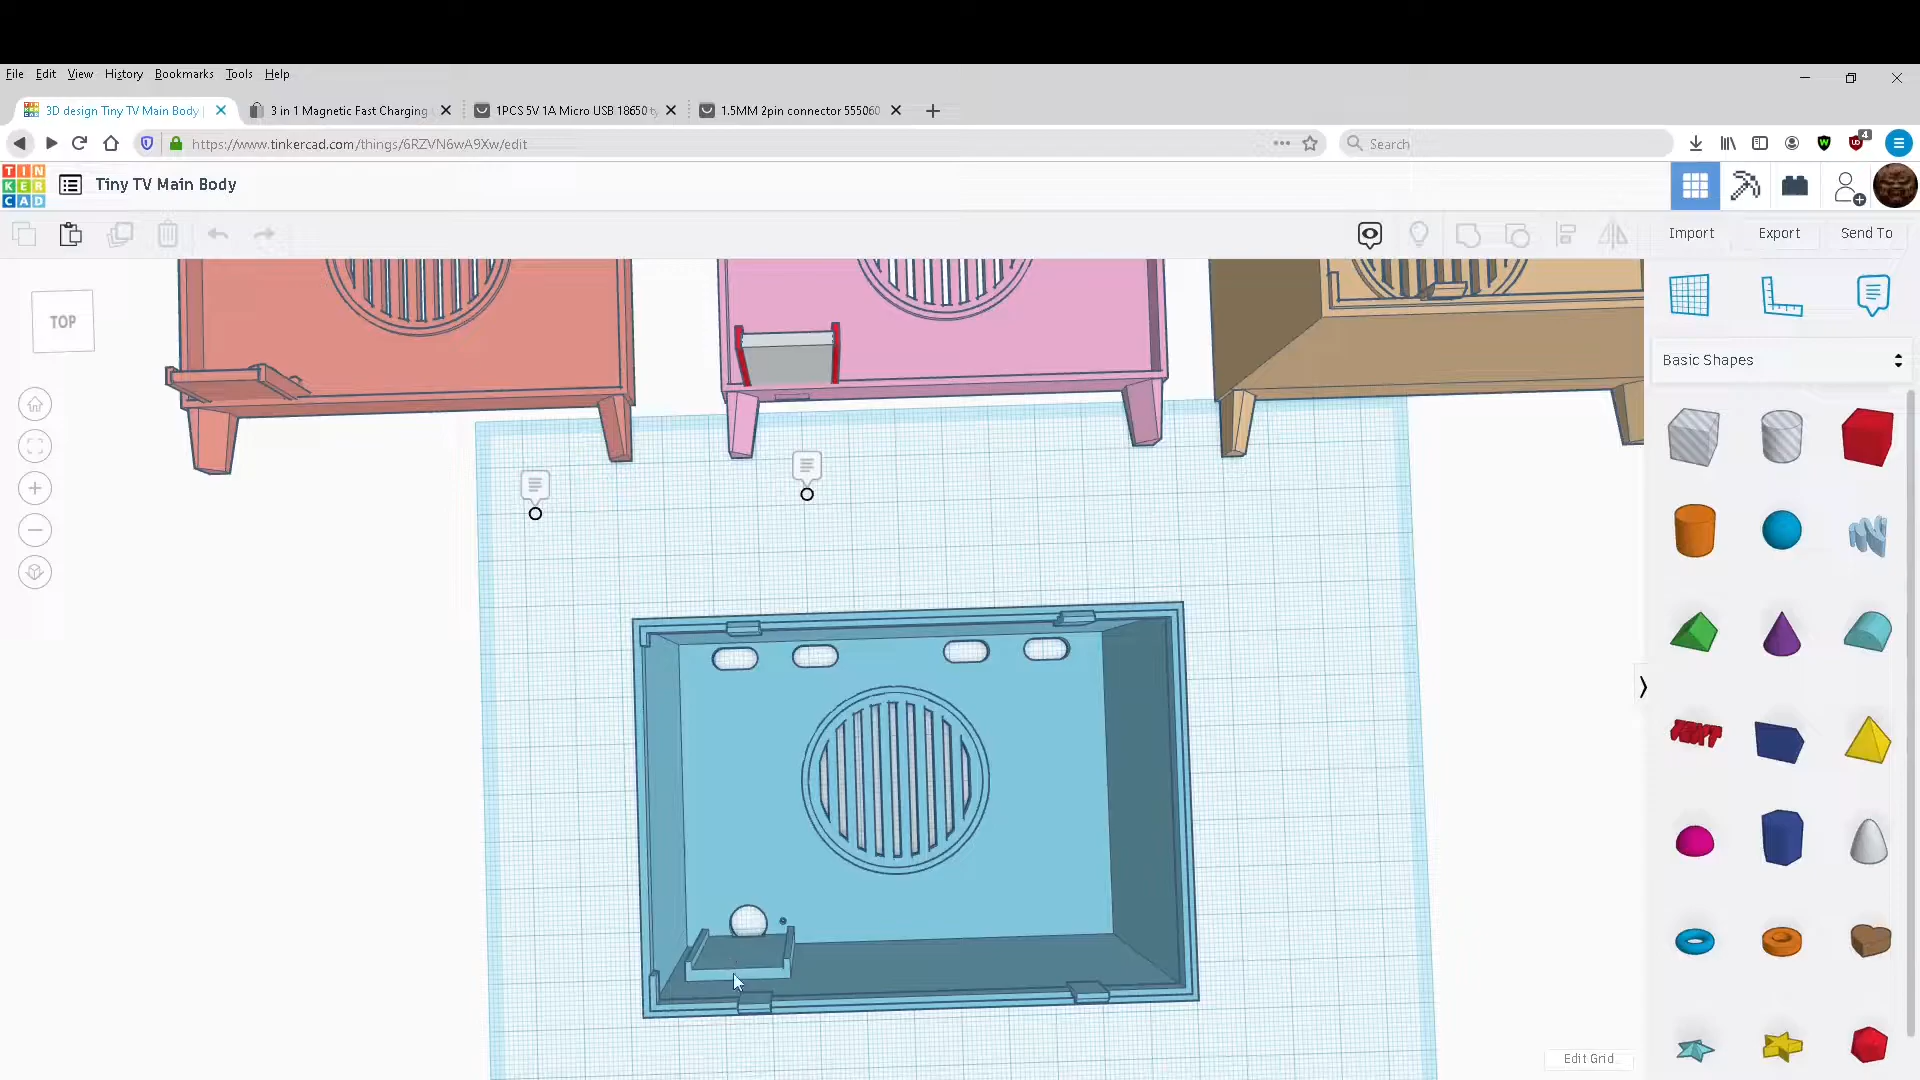 File Edit View History Bookmarks Tools Help
3D design Tiny TV Main Body |
3 in 1 Magnetic Fast Charging
1PCS 5V 1A Micro USB 18650
1.5MM 2pin connector 555060
https://www.tinkercad.com/things/6RZVN6wA9Xw/edit
Search
4
TIN
KER
CAD
Tiny TV Main Body
Import
Export
Send To
TOP
Basic Shapes
TEXT
Edit Grid